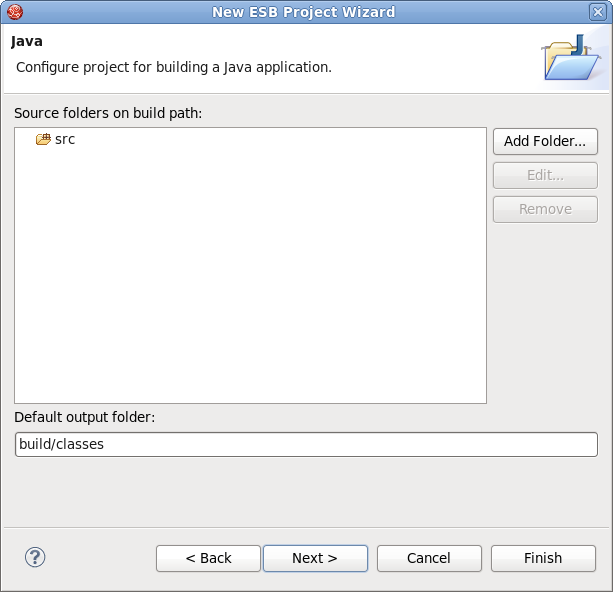 New ESB Project Wizard
Java
Configure project for building a Java application.
Source folders on build path:
src
Add Folder...
Edit...
Remove
Default output folder:
build/classes
?
< Back
Next >
Cancel
Finish